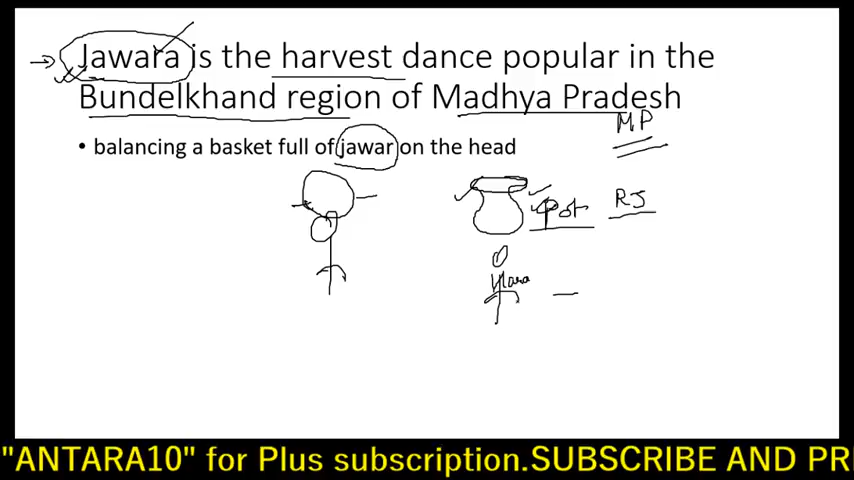 Jawara is the harvest dance popular in the
Bundelkhand region of Madhya Pradesh
• balancing a basket full of jawar on the head
MP
Pot
RJ
"ANTARA10" for Plus subscription.SUBSCRIBE AND PR